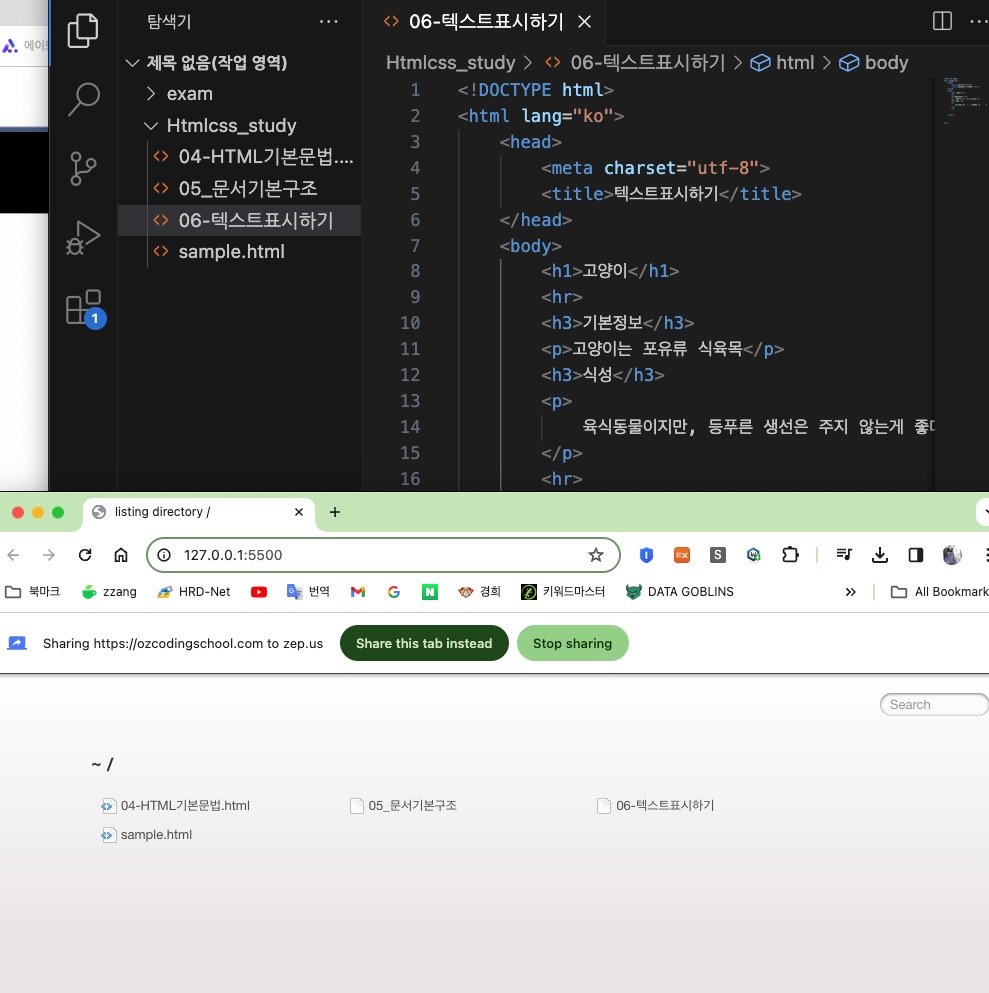 에이
탐색기
06-텍스트표시하기
제목 없음(작업 영역)
exam
Htmlcss_study
04-HTML기본문법....
05_문서기본구조
06-텍스트표시하기
sample.html
1
Htmlcss_study > 06-텍스트표시하기 > html > body
1 <!DOCTYPE html>
2 <html lang="ko">
3 <head>
4 <meta charset="utf-8">
5 <title>텍스트표시하기</title>
6 </head>
7 <body>
8 <h1>고양이</h1>
9 <hr>
10 <h3>기본정보</h3>
11 <p>고양이는 포유류 식육목</p>
12 <h3>식성</h3>
13 <p>
14 육식동물이지만, 등푸른 생선은 주지 않는게 좋다
15 </p>
16 <hr>
listing directory /
127.0.0.1:5500
북마크 zzang HRD-Net 번역 경희 키워드마스터 DATA GOBLINS » All Bookmark
Sharing https://ozcodingschool.com to zep.us Share this tab instead Stop sharing
Search
~ /
04-HTML기본문법.html 05_문서기본구조 06-텍스트표시하기
sample.html